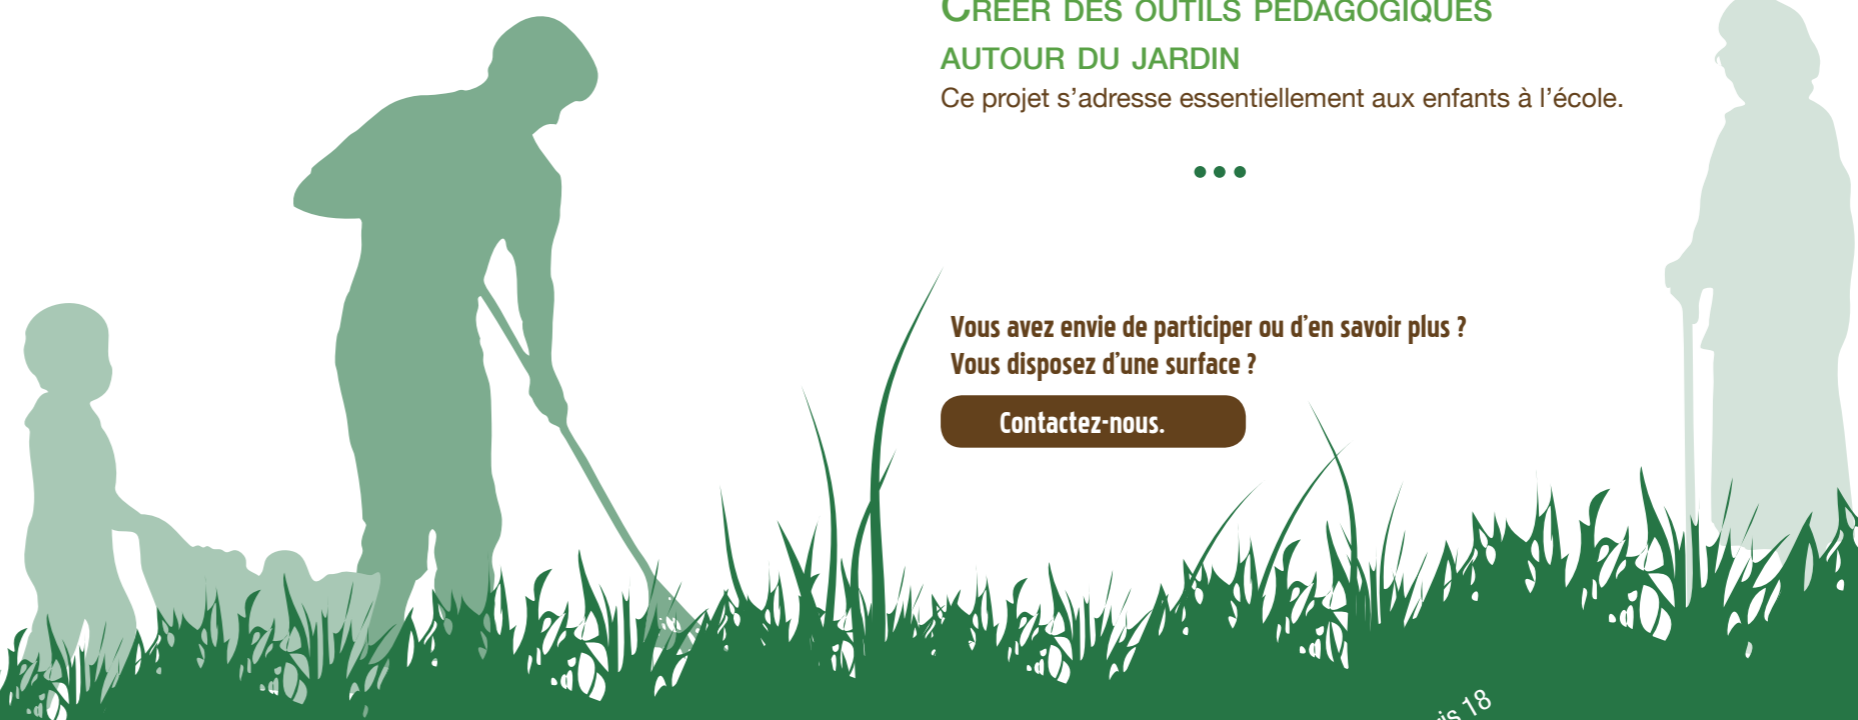 CRÉER DES OUTILS PÉDAGOGIQUES
AUTOUR DU JARDIN
Ce projet s’adresse essentiellement aux enfants à l’école.
•••
Vous avez envie de participer ou d’en savoir plus ?
Vous disposez d’une surface ?
Contactez-nous.
18